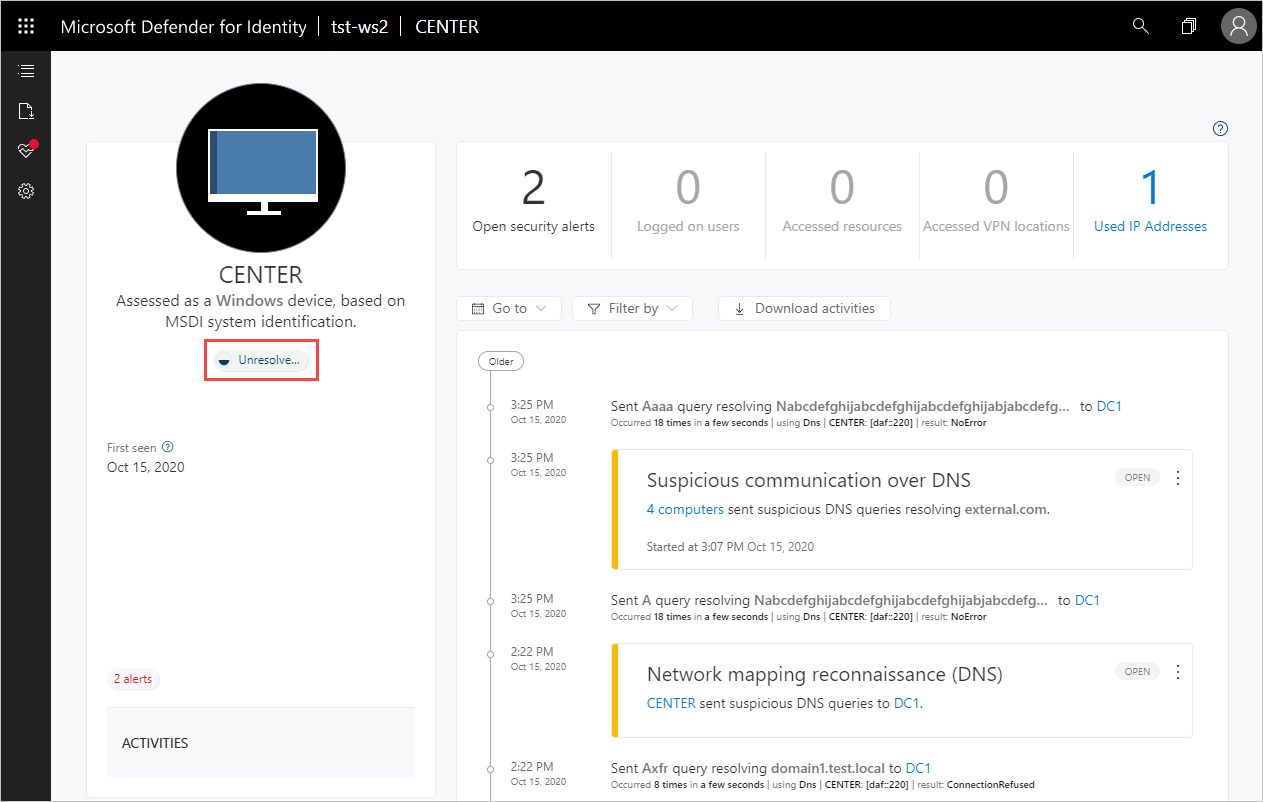 Microsoft Defender for Identity | tst-ws2 | CENTER
CENTER
Assessed as a Windows device, based on
MSDI system identification.
Unresolve...
First seen
Oct 15, 2020
2 alerts
ACTIVITIES
2
Open security alerts
0
Logged on users
0
Accessed resources
0
Accessed VPN locations
1
Used IP Addresses
Go to
Filter by
Download activities
Older
3:25 PM
Oct 15, 2020
Sent Aaaa query resolving Nabcdefghijabcdefghijabcdefghijabjabcdefg... to DC1
Occurred 18 times in a few seconds | using Dns | CENTER: [daf::220] | result: NoError
3:25 PM
Oct 15, 2020
Suspicious communication over DNS
OPEN
4 computers sent suspicious DNS queries resolving external.com.
Started at 3:07 PM Oct 15, 2020
3:25 PM
Oct 15, 2020
Sent A query resolving Nabcdefghijabcdefghijabcdefghijabjabcdefg... to DC1
Occurred 18 times in a few seconds | using Dns | CENTER: [daf::220] | result: NoError
2:22 PM
Oct 15, 2020
Network mapping reconnaissance (DNS)
OPEN
CENTER sent suspicious DNS queries to DC1.
2:22 PM
Oct 15, 2020
Sent Axfr query resolving domain1.test.local to DC1
Occurred 8 times in a few seconds | using Dns | CENTER: [daf::220] | result: ConnectionRefused